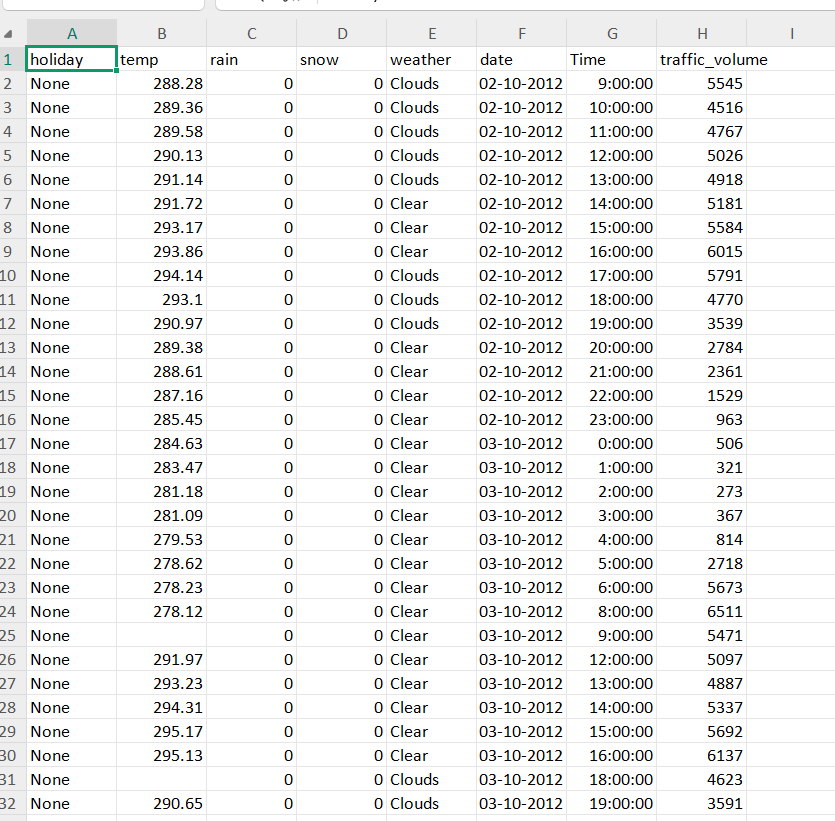 A B C D E F G H I
1 holiday temp rain snow weather date Time traffic_volume
2 None 288.28 0 0 Clouds 02-10-2012 9:00:00 5545
3 None 289.36 0 0 Clouds 02-10-2012 10:00:00 4516
4 None 289.58 0 0 Clouds 02-10-2012 11:00:00 4767
5 None 290.13 0 0 Clouds 02-10-2012 12:00:00 5026
6 None 291.14 0 0 Clouds 02-10-2012 13:00:00 4918
7 None 291.72 0 0 Clear 02-10-2012 14:00:00 5181
8 None 293.17 0 0 Clear 02-10-2012 15:00:00 5584
9 None 293.86 0 0 Clear 02-10-2012 16:00:00 6015
10 None 294.14 0 0 Clouds 02-10-2012 17:00:00 5791
11 None 293.1 0 0 Clouds 02-10-2012 18:00:00 4770
12 None 290.97 0 0 Clouds 02-10-2012 19:00:00 3539
13 None 289.38 0 0 Clear 02-10-2012 20:00:00 2784
14 None 288.61 0 0 Clear 02-10-2012 21:00:00 2361
15 None 287.16 0 0 Clear 02-10-2012 22:00:00 1529
16 None 285.45 0 0 Clear 02-10-2012 23:00:00 963
17 None 284.63 0 0 Clear 03-10-2012 0:00:00 506
18 None 283.47 0 0 Clear 03-10-2012 1:00:00 321
19 None 281.18 0 0 Clear 03-10-2012 2:00:00 273
20 None 281.09 0 0 Clear 03-10-2012 3:00:00 367
21 None 279.53 0 0 Clear 03-10-2012 4:00:00 814
22 None 278.62 0 0 Clear 03-10-2012 5:00:00 2718
23 None 278.23 0 0 Clear 03-10-2012 6:00:00 5673
24 None 278.12 0 0 Clear 03-10-2012 8:00:00 6511
25 None 0 0 Clear 03-10-2012 9:00:00 5471
26 None 291.97 0 0 Clear 03-10-2012 12:00:00 5097
27 None 293.23 0 0 Clear 03-10-2012 13:00:00 4887
28 None 294.31 0 0 Clear 03-10-2012 14:00:00 5337
29 None 295.17 0 0 Clear 03-10-2012 15:00:00 5692
30 None 295.13 0 0 Clear 03-10-2012 16:00:00 6137
31 None 0 0 Clouds 03-10-2012 18:00:00 4623
32 None 290.65 0 0 Clouds 03-10-2012 19:00:00 3591